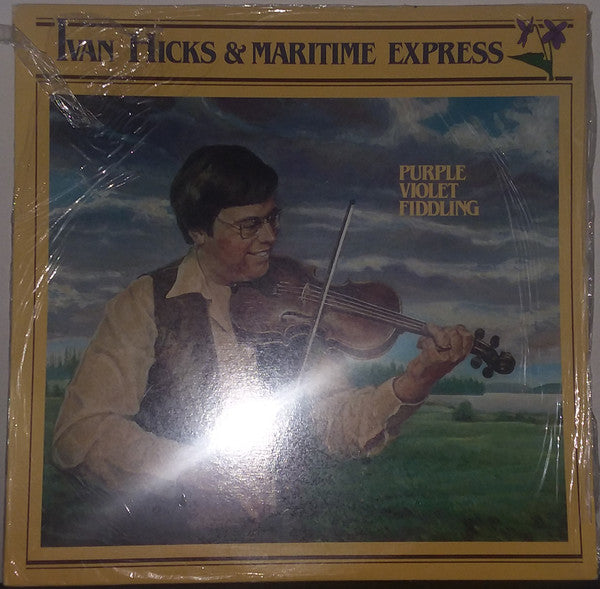 IVAN HICKS & MARITIME EXPRESS
PURPLE
VIOLET
FIDDLING